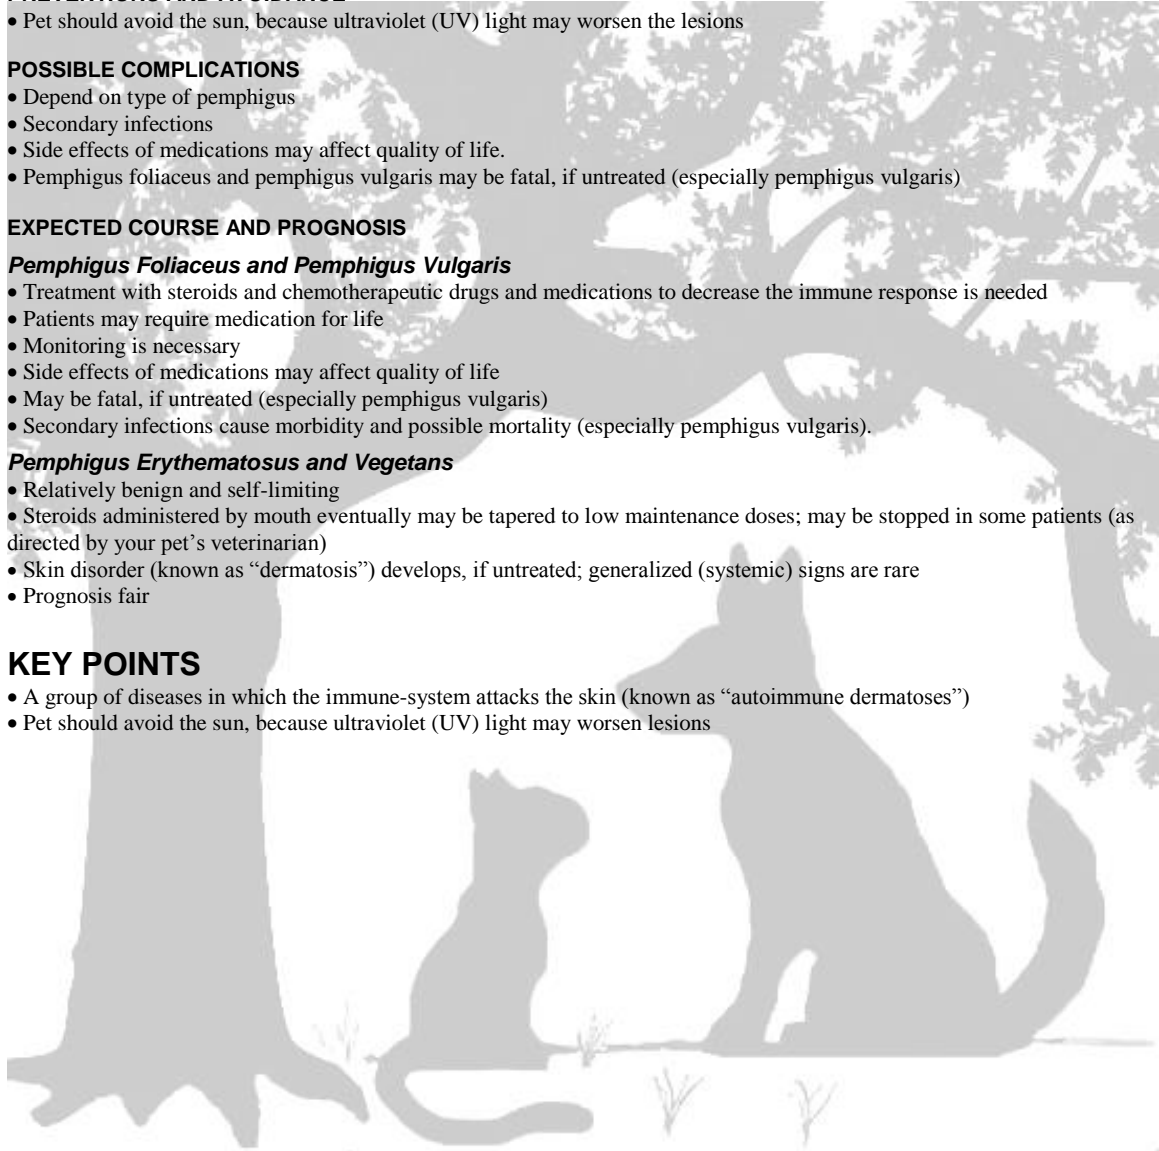 • Pet should avoid the sun, because ultraviolet (UV) light may worsen the lesions
POSSIBLE COMPLICATIONS
• Depend on type of pemphigus
• Secondary infections
• Side effects of medications may affect quality of life.
• Pemphigus foliaceus and pemphigus vulgaris may be fatal, if untreated (especially pemphigus vulgaris)
EXPECTED COURSE AND PROGNOSIS
Pemphigus Foliaceus and Pemphigus Vulgaris
• Treatment with steroids and chemotherapeutic drugs and medications to decrease the immune response is needed
• Patients may require medication for life
• Monitoring is necessary
• Side effects of medications may affect quality of life
• May be fatal, if untreated (especially pemphigus vulgaris)
• Secondary infections cause morbidity and possible mortality (especially pemphigus vulgaris).
Pemphigus Erythematosus and Vegetans
• Relatively benign and self-limiting
• Steroids administered by mouth eventually may be tapered to low maintenance doses; may be stopped in some patients (as
directed by your pet’s veterinarian)
• Skin disorder (known as “dermatosis”) develops, if untreated; generalized (systemic) signs are rare
• Prognosis fair
KEY POINTS
• A group of diseases in which the immune-system attacks the skin (known as “autoimmune dermatoses”)
• Pet should avoid the sun, because ultraviolet (UV) light may worsen lesions